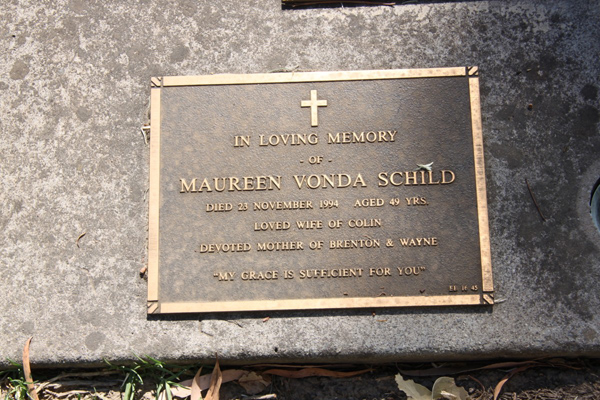 IN LOVING MEMORY
- OF -
MAUREEN VONDA SCHILD
DIED 23 NOVEMBER 1994 AGED 49 YRS.
LOVED WIFE OF COLIN
DEVOTED MOTHER OF BRENTON & WAYNE
"MY GRACE IS SUFFICIENT FOR YOU"